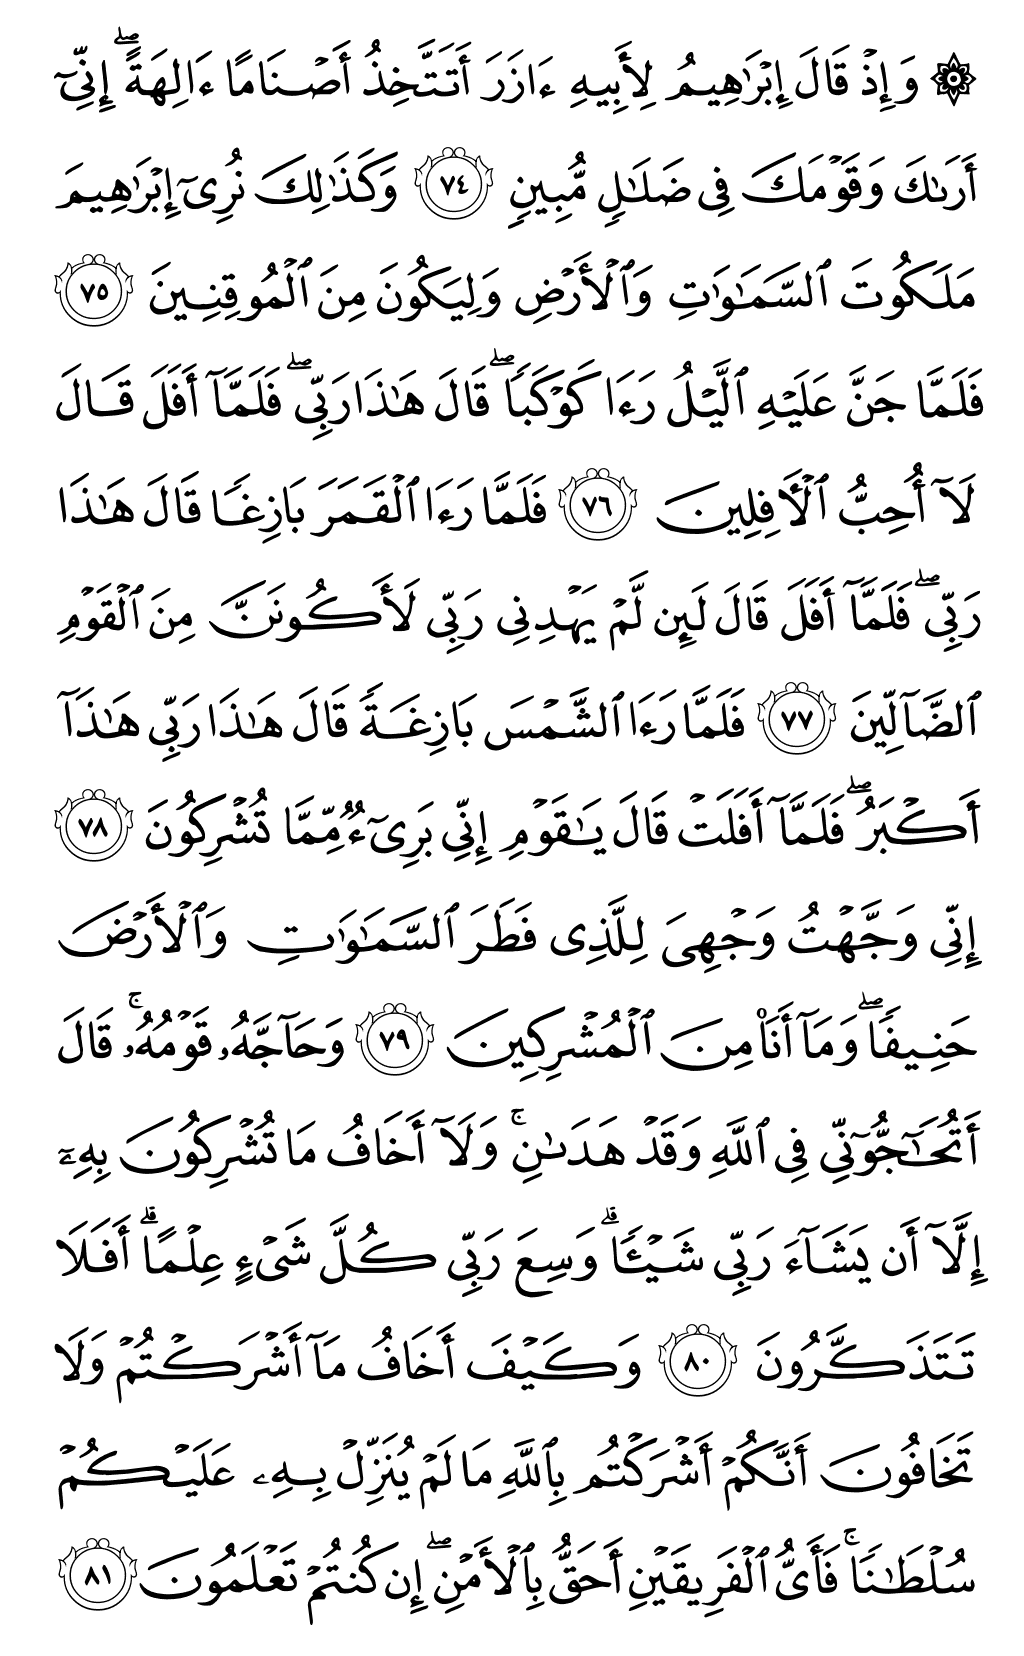 ۞ وَإِذۡ قَالَ إِبۡرَٰهِيمُ لِأَبِيهِ ءَازَرَ أَتَتَّخِذُ أَصۡنَامًا ءَالِهَةً ۖ إِنِّيٓ
أَرَىٰكَ وَقَوۡمَكَ فِي ضَلَٰلٖ مُّبِينٖ ٧٤ وَكَذَٰلِكَ نُرِيٓ إِبۡرَٰهِيمَ
مَلَكُوتَ ٱلسَّمَٰوَٰتِ وَٱلۡأَرۡضِ وَلِيَكُونَ مِنَ ٱلۡمُوقِنِينَ ٧٥
فَلَمَّا جَنَّ عَلَيۡهِ ٱلَّيۡلُ رَءَا كَوۡكَبٗاۖ قَالَ هَٰذَا رَبِّيۖ فَلَمَّآ أَفَلَ قَالَ
لَآ أُحِبُّ ٱلۡأٓفِلِينَ ٧٦ فَلَمَّا رَءَا ٱلۡقَمَرَ بَازِغٗا قَالَ هَٰذَا
رَبِّيۖ فَلَمَّآ أَفَلَ قَالَ لَئِن لَّمۡ يَهۡدِنِي رَبِّي لَأَكُونَنَّ مِنَ ٱلۡقَوۡمِ
ٱلضَّآلِّينَ ٧٧ فَلَمَّا رَءَا ٱلشَّمۡسَ بَازِغَةٗ قَالَ هَٰذَا رَبِّي هَٰذَآ
أَكۡبَرُۖ فَلَمَّآ أَفَلَتۡ قَالَ يَٰقَوۡمِ إِنِّي بَرِيٓءٞ مِّمَّا تُشۡرِكُونَ ٧٨
إِنِّي وَجَّهۡتُ وَجۡهِيَ لِلَّذِي فَطَرَ ٱلسَّمَٰوَٰتِ وَٱلۡأَرۡضَ
حَنِيفٗاۖ وَمَآ أَنَا۠ مِنَ ٱلۡمُشۡرِكِينَ ٧٩ وَحَآجَّهُۥ قَوۡمُهُۥۚ قَالَ
أَتُحَٰٓجُّوٓنِّي فِي ٱللَّهِ وَقَدۡ هَدَىٰنِۚ وَلَآ أَخَافُ مَا تُشۡرِكُونَ بِهِۦٓ
إِلَّآ أَن يَشَآءَ رَبِّي شَيۡـٔٗاۗ وَسِعَ رَبِّي كُلَّ شَيۡءٍ عِلۡمًاۗ أَفَلَا
تَتَذَكَّرُونَ ٨٠ وَكَيۡفَ أَخَافُ مَآ أَشۡرَكۡتُمۡ وَلَا
تَخَافُونَ أَنَّكُمۡ أَشۡرَكۡتُم بِٱللَّهِ مَا لَمۡ يُنَزِّلۡ بِهِۦ عَلَيۡكُمۡ
سُلۡطَٰنٗاۚ فَأَيُّ ٱلۡفَرِيقَيۡنِ أَحَقُّ بِٱلۡأَمۡنِۖ إِن كُنتُمۡ تَعۡلَمُونَ ٨١